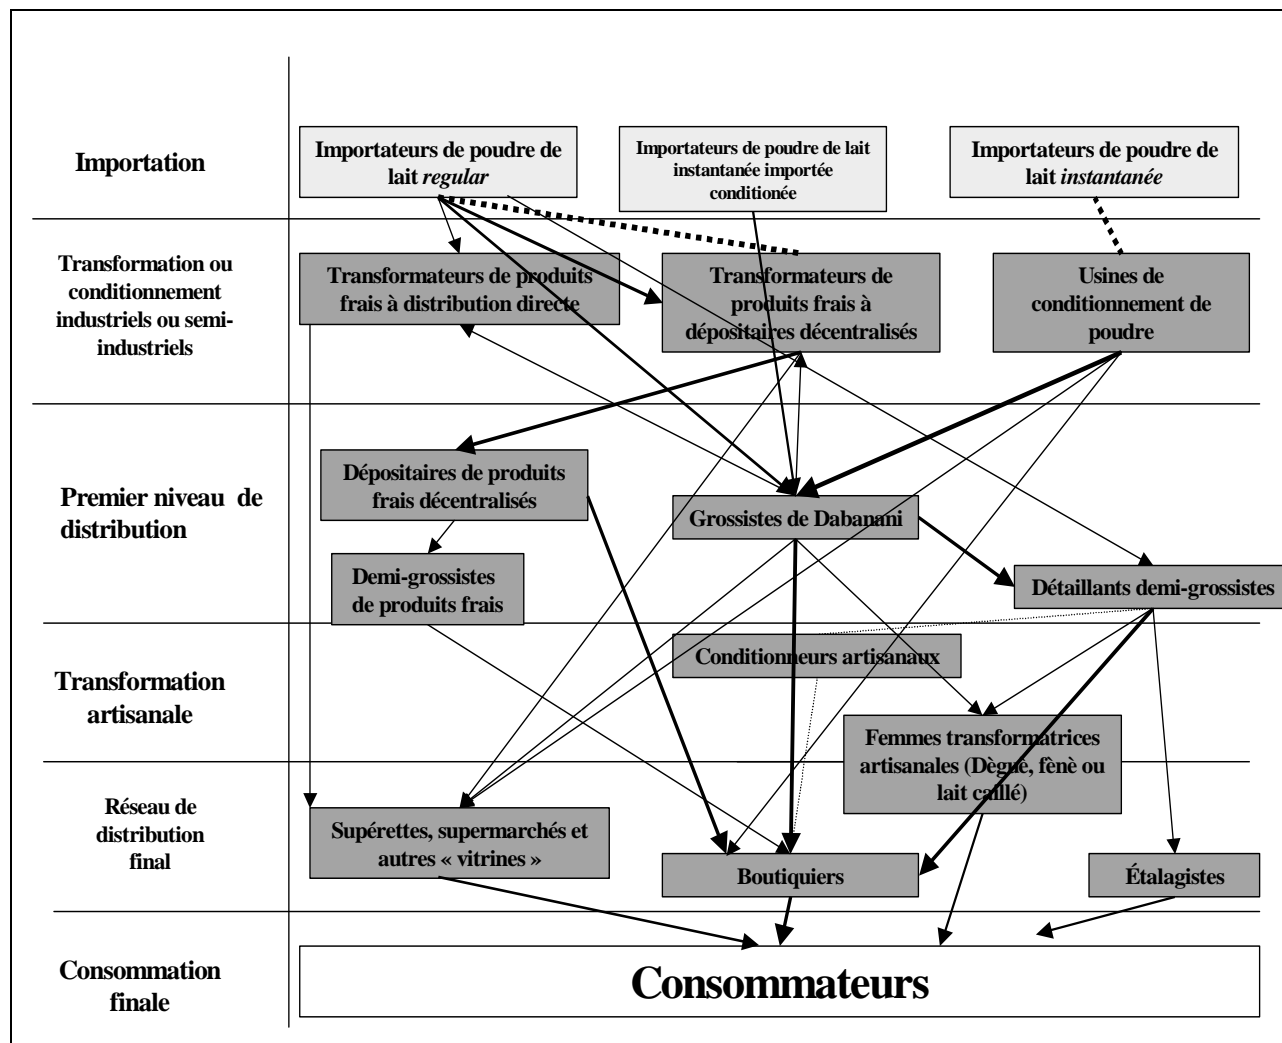 Importation
Importateurs de poudre de
lait regular
Importateurs de poudre de lait
instantanée importée
conditionée
Importateurs de poudre de
lait instantanée
Transformation ou
conditionnement
industriels ou semi-
industriels
Transformateurs de produits
frais à distribution directe
Transformateurs de
produits frais à
dépositaires décentralisés
Usines de
conditionnement de
poudre
Premier niveau de
distribution
Dépositaires de produits
frais décentralisés
Grossistes de Dabanani
Demi-grossistes
de produits frais
Détaillants demi-grossistes
Transformation
artisanale
Conditionneurs artisanaux
Femmes transformatrices
artisanales (Dèguè, fènè ou
lait caillé)
Réseau de
distribution
final
Supérettes, supermarchés et
autres « vitrines »
Boutiquiers
Étalagistes
Consommation
finale
Consommateurs